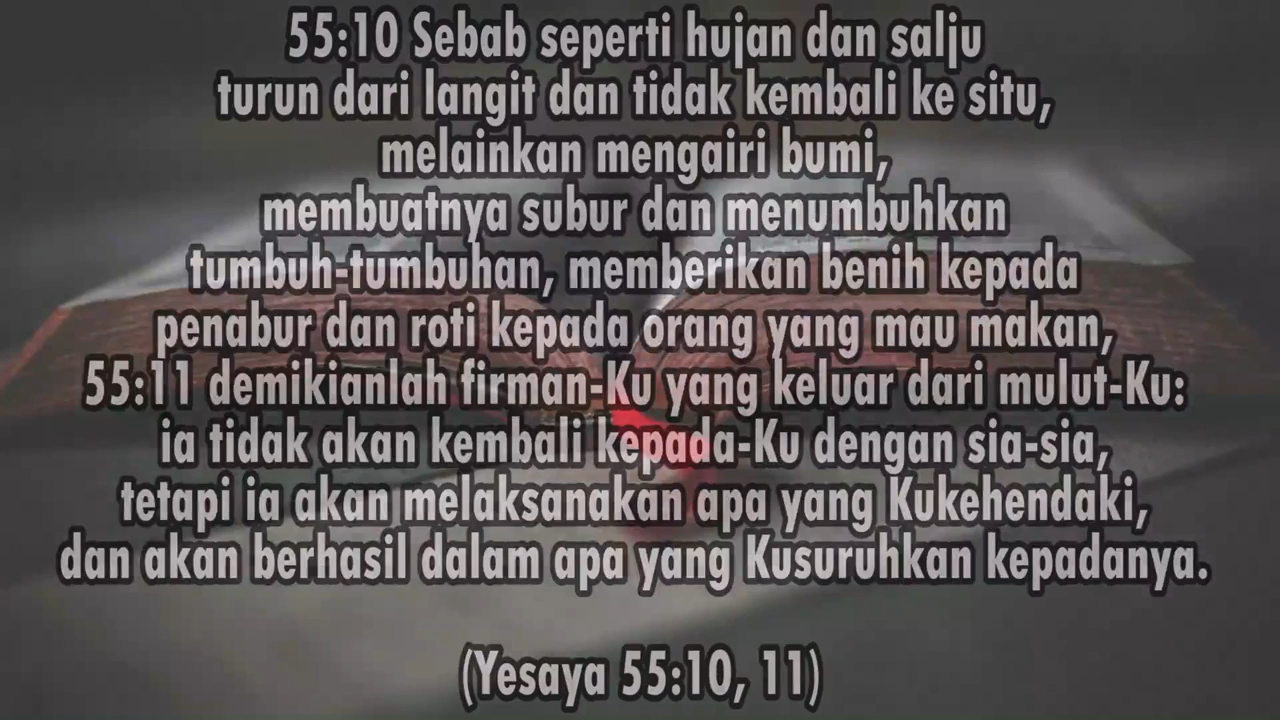 55:10 Sebab seperti hujan dan salju
turun dari langit dan tidak kembali ke situ,
melainkan mengairi bumi,
membuatnya subur dan menumbuhkan
tumbuh-tumbuhan, memberikan benih kepada
penabur dan roti kepada orang yang mau makan,
55:11 demikianlah firman-Ku yang keluar dari mulut-Ku:
ia tidak akan kembali kepada-Ku dengan sia-sia,
tetapi ia akan melaksanakan apa yang Kukehendaki,
dan akan berhasil dalam apa yang Kusuruhkan kepadanya.
(Yesaya 55:10, 11)